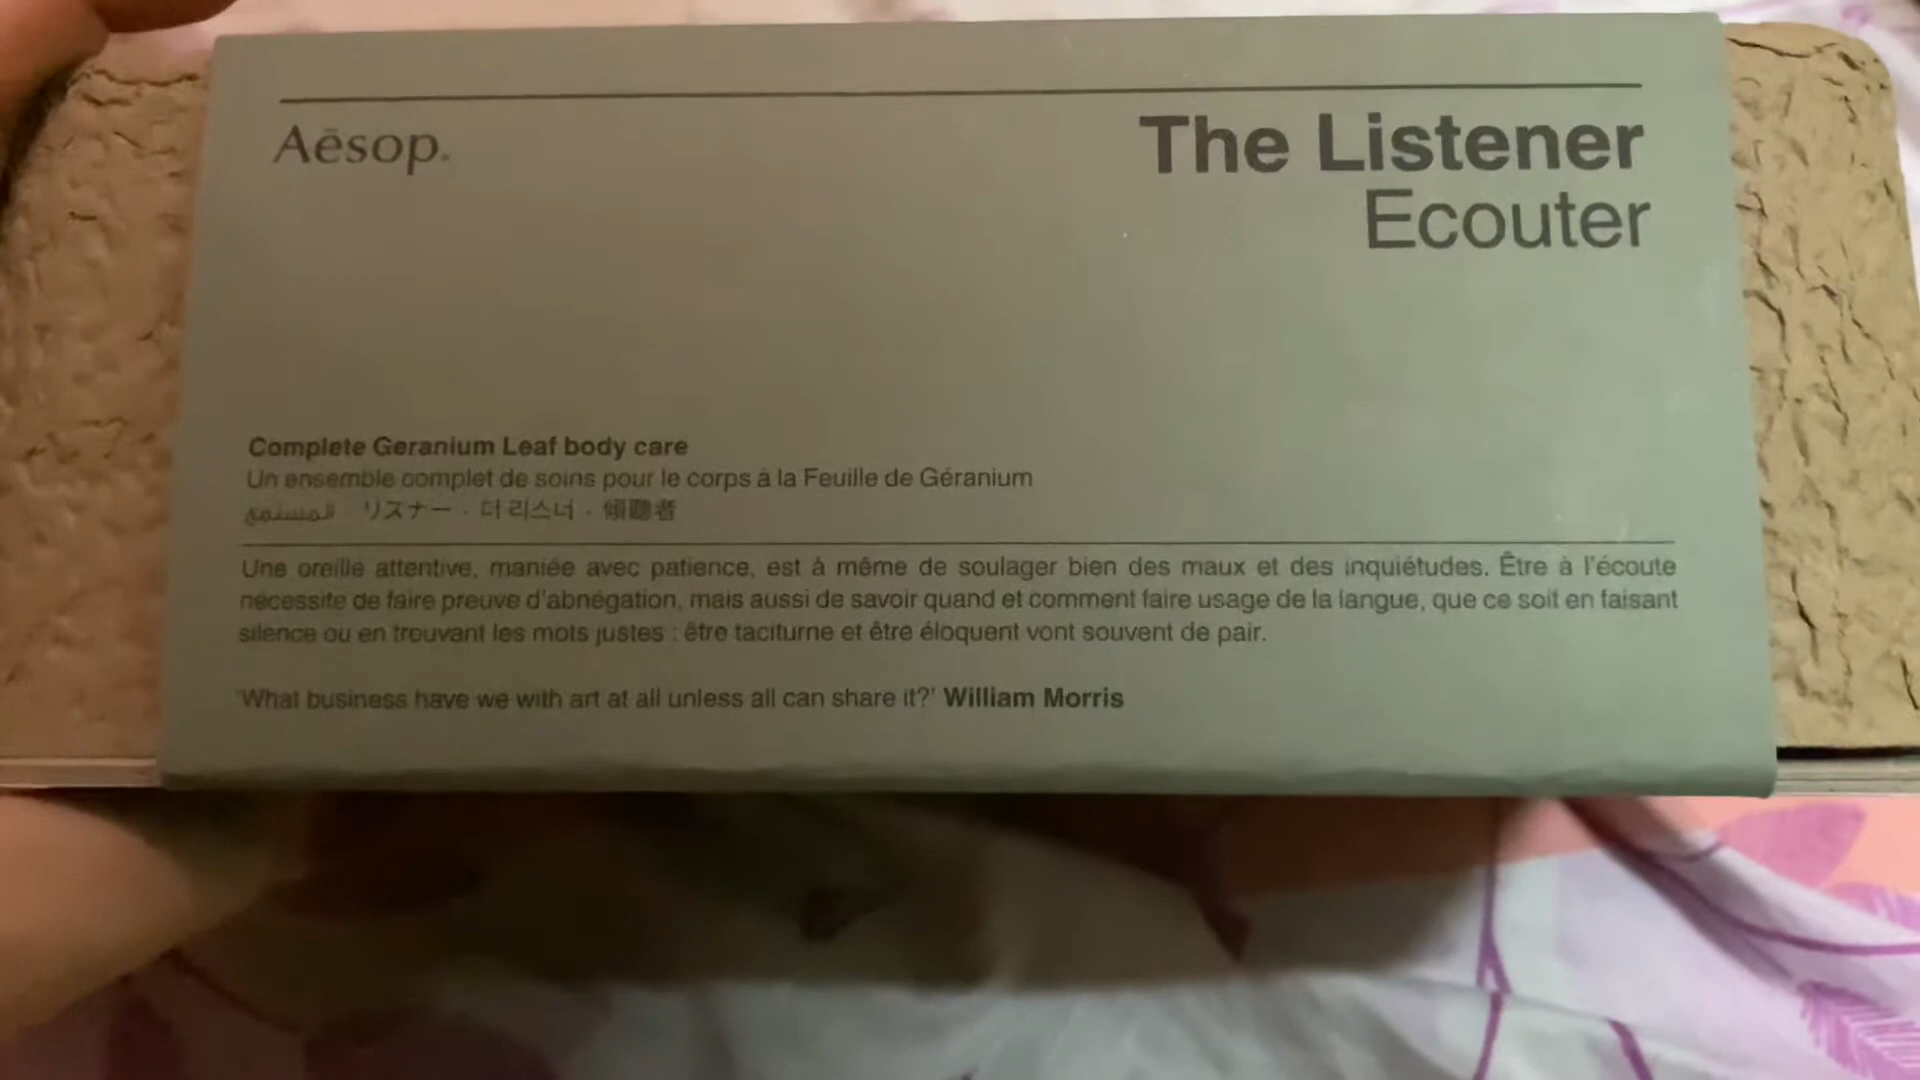 Aēsop.
The Listener
Ecouter
Complete Geranium Leaf body care
Un ensemble complet de soins pour le corps à la Feuille de Géranium
المستمع · リスナー · 더 리스너 · 傾聽者
Une oreille attentive, maniée avec patience, est à même de soulager bien des maux et des inquiétudes. Être à l'écoute
nécessite de faire preuve d'abnégation, mais aussi de savoir quand et comment faire usage de la langue, que ce soit en faisant
silence ou en trouvant les mots justes : être taciturne et être éloquent vont souvent de pair.
'What business have we with art at all unless all can share it?' William Morris